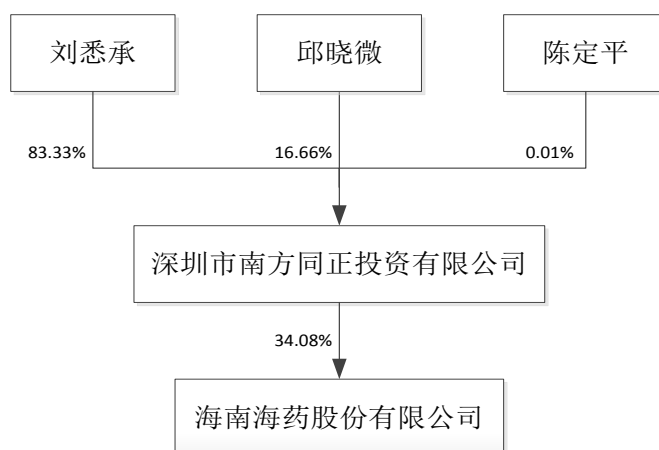 刘悉承
邱晓微
陈定平
83.33%
16.66%
0.01%
深圳市南方同正投资有限公司
34.08%
海南海药股份有限公司